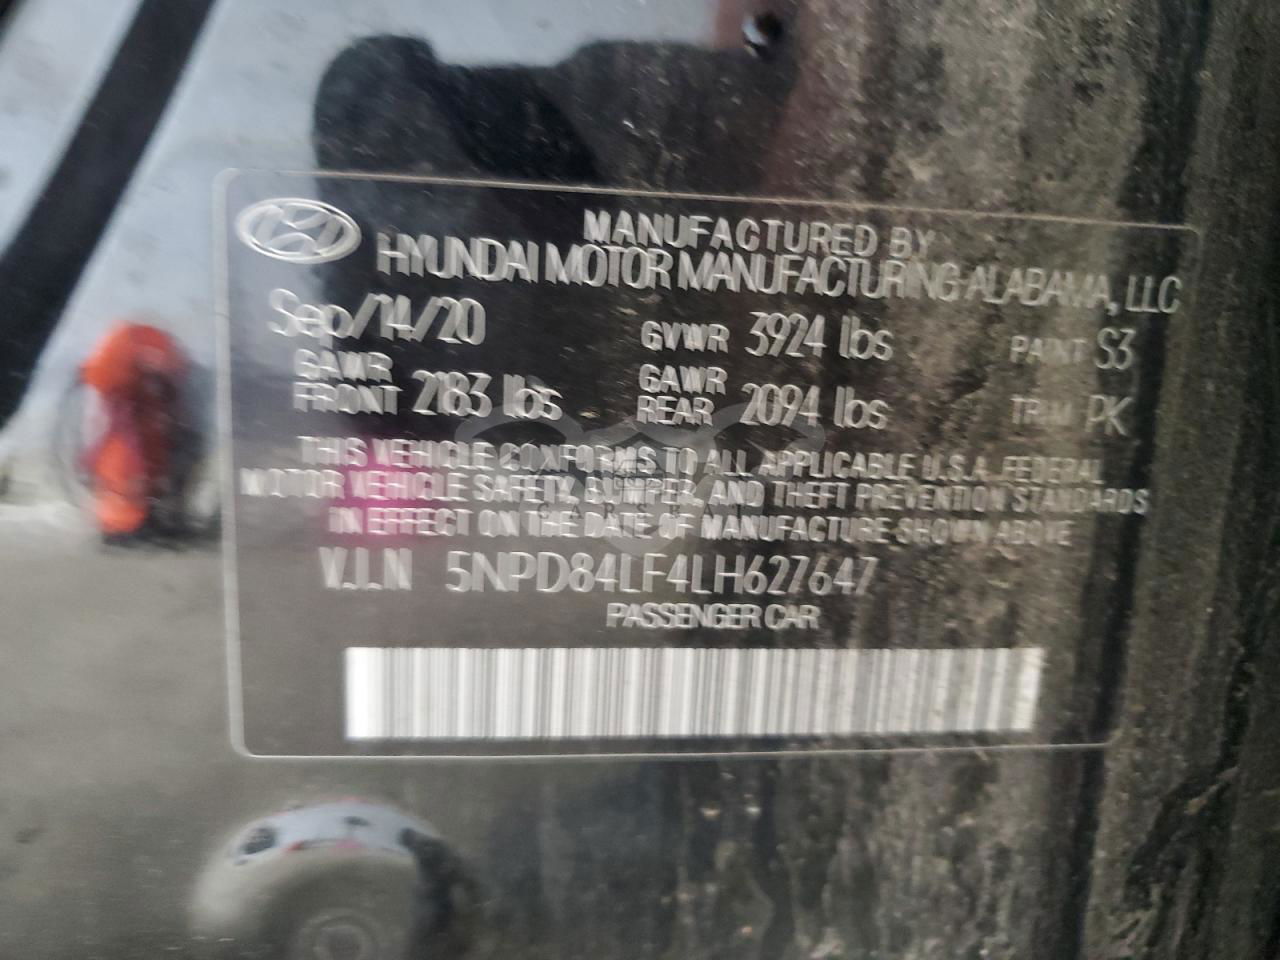 MANUFACTURED BY
HYUNDAI MOTOR MANUFACTURING ALABAMA, LLC
Sep/14/20 GVWR 3924 lbs PAINT S3
GAWR FRONT 2183 lbs GAWR REAR 2094 lbs TRIM PK
THIS VEHICLE CONFORMS TO ALL APPLICABLE U.S.A. FEDERAL
MOTOR VEHICLE SAFETY, BUMPER, AND THEFT PREVENTION STANDARDS
IN EFFECT ON THE DATE OF MANUFACTURE SHOWN ABOVE
V.I.N 5NPD84LF4LH627647
PASSENGER CAR